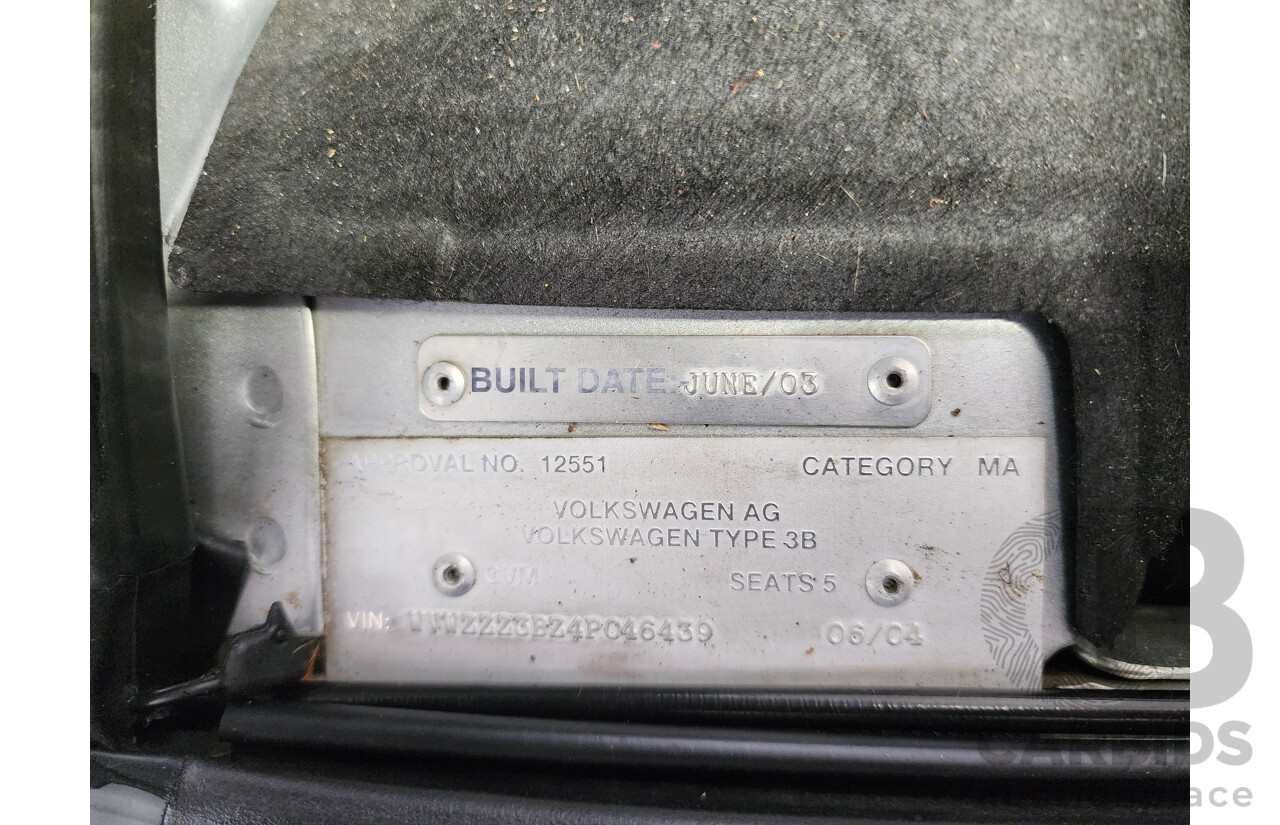 BUILT DATE: JUNE/03
APPROVAL NO. 12551 CATEGORY MA
VOLKSWAGEN AG
VOLKSWAGEN TYPE 3B
GVM SEATS 5
VIN: WVWZZZ3BZ4P046439 06/04